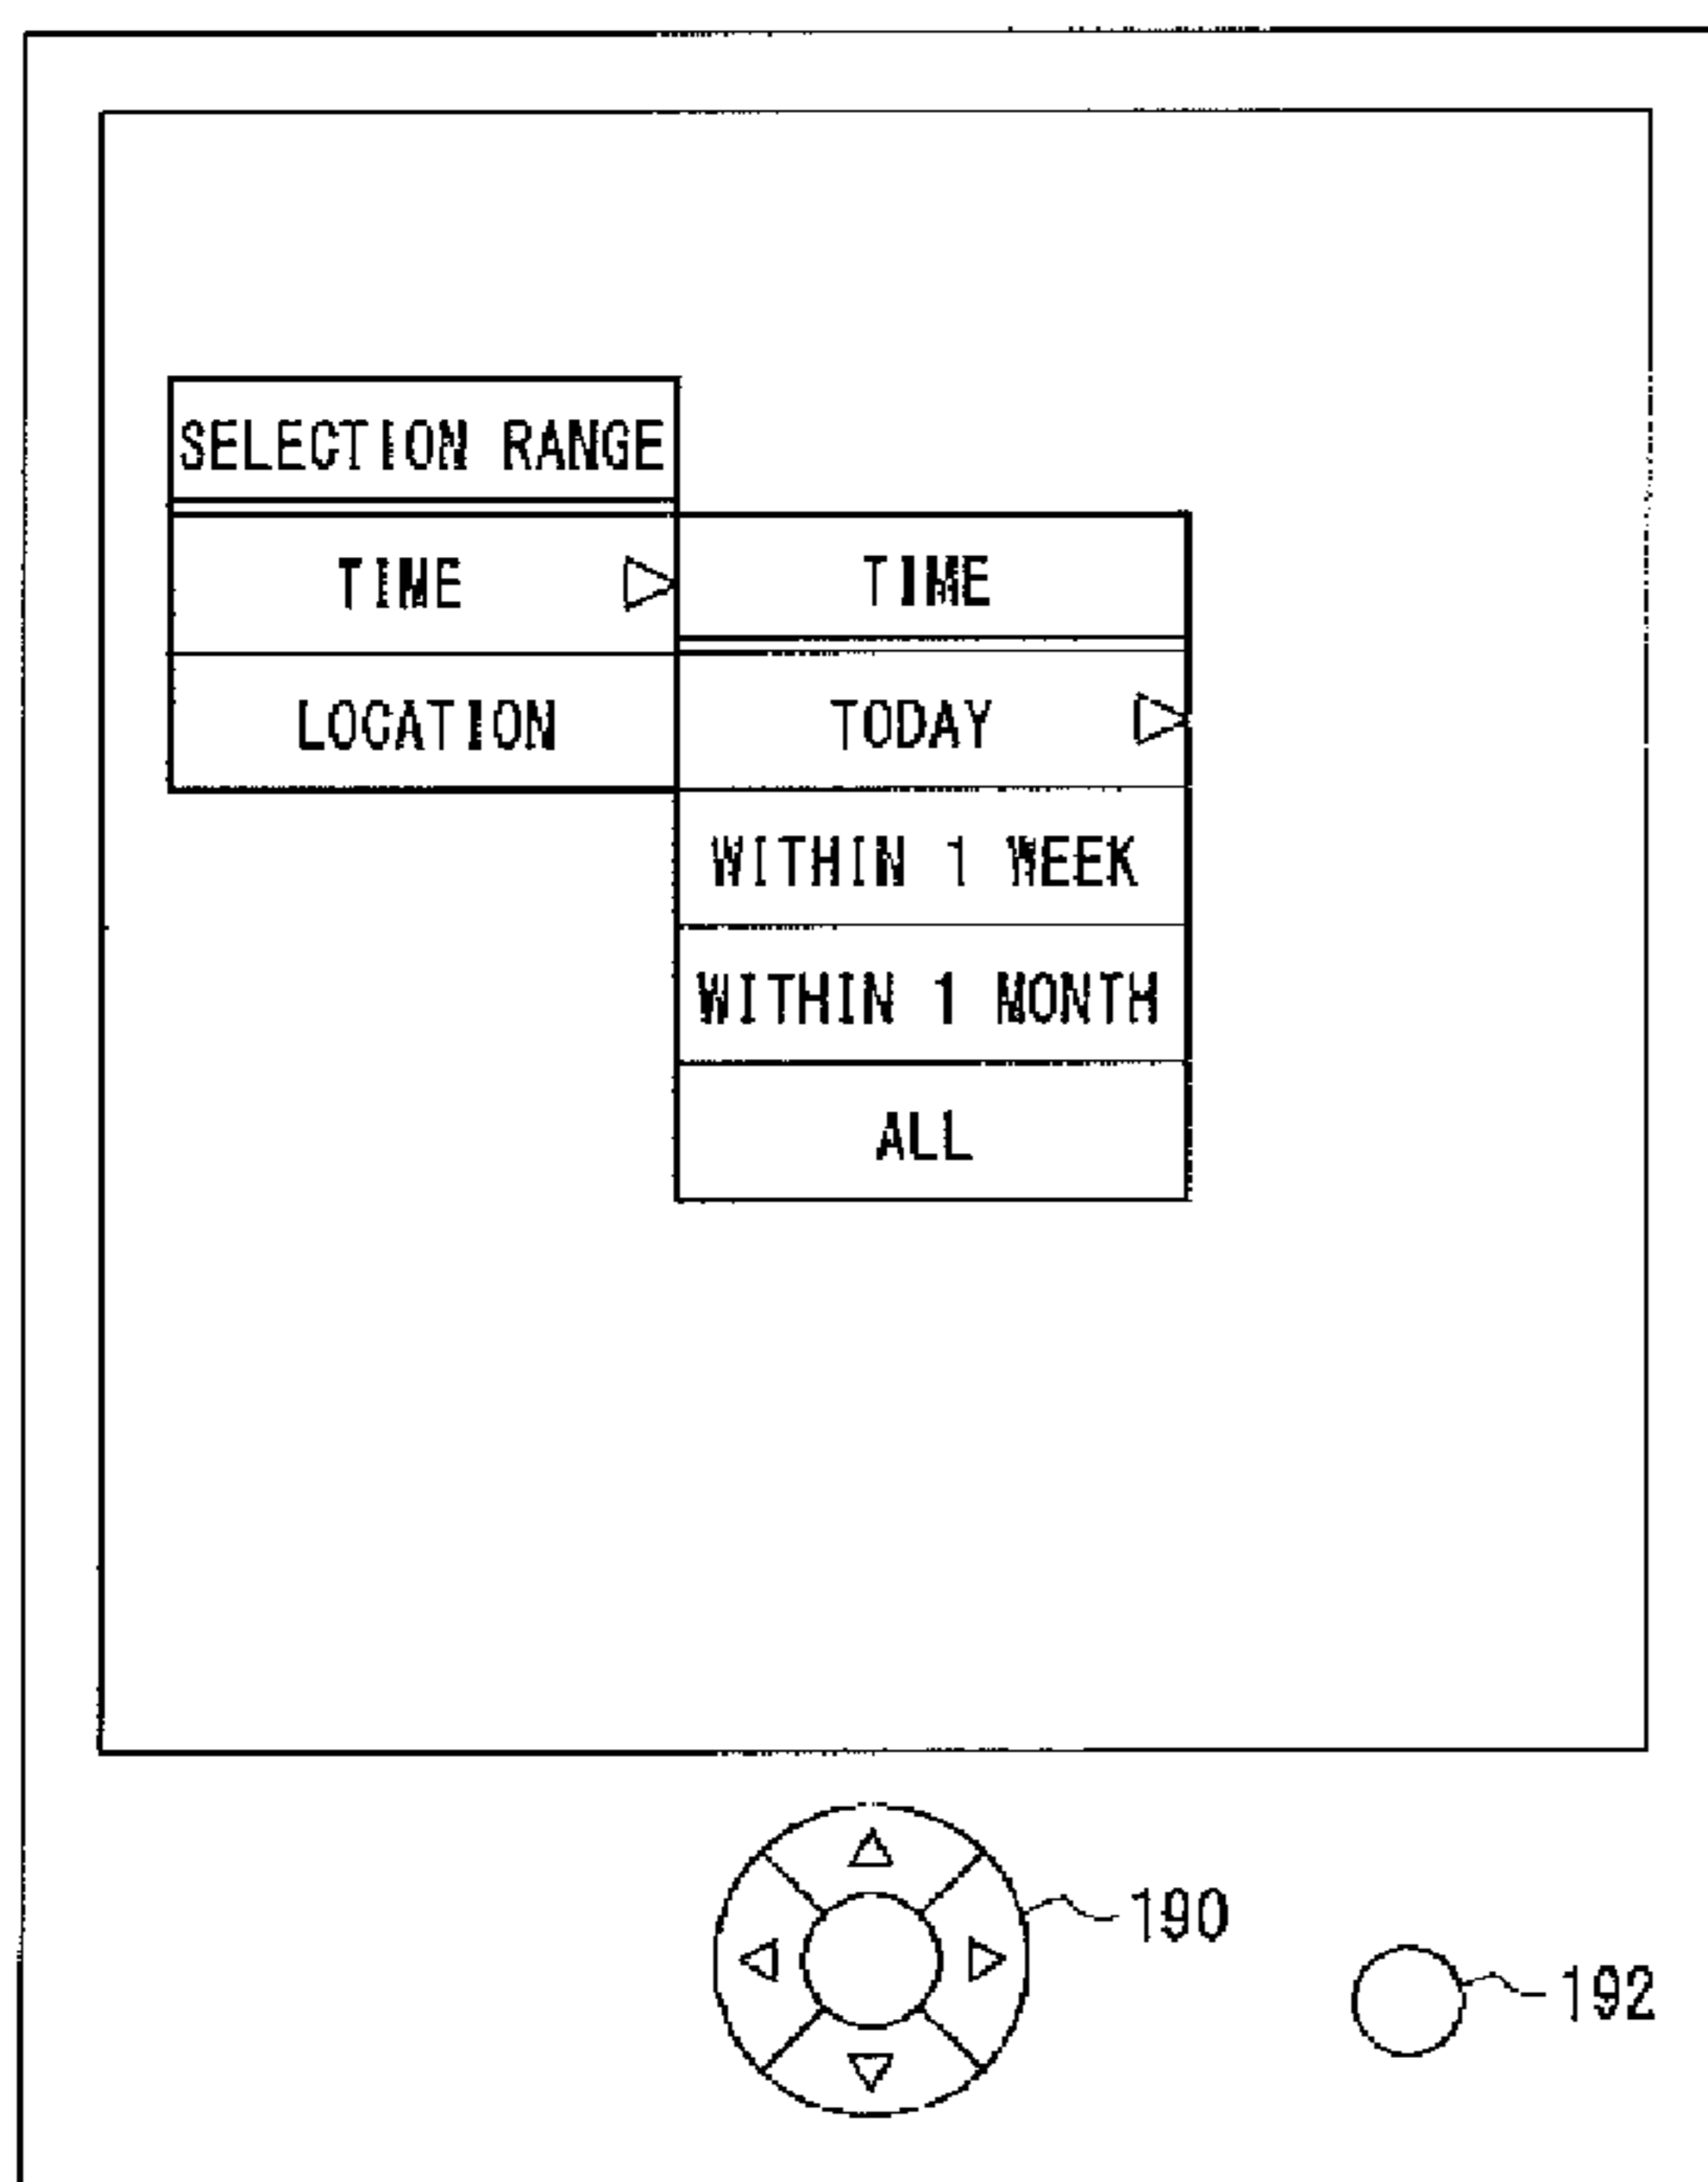 SELECTION RANGE
TIME
LOCATION
TIME
TODAY
WITHIN 1 WEEK
WITHIN 1 MONTH
ALL
190
192